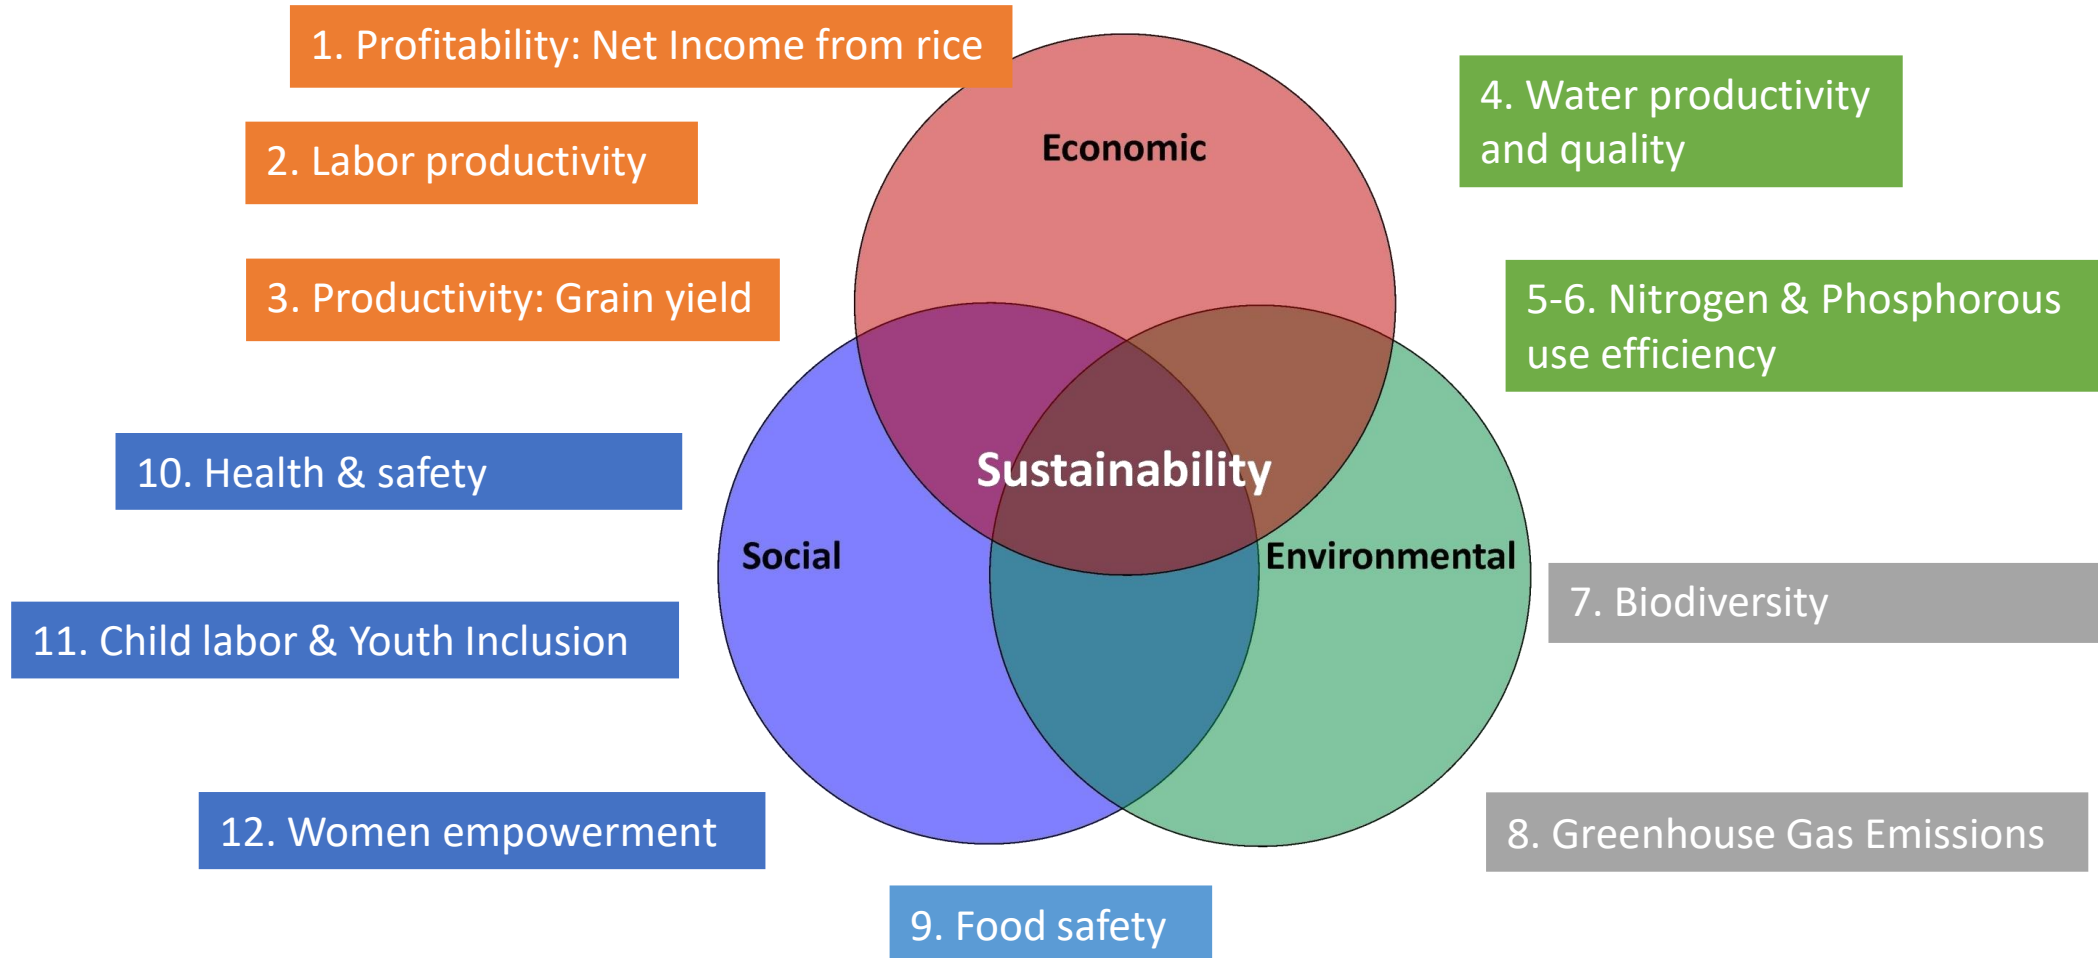 1. Profitability: Net Income from rice
2. Labor productivity
3. Productivity: Grain yield
Economic
4. Water productivity
and quality
5-6. Nitrogen & Phosphorous
use efficiency
10. Health & safety
Sustainability
Social
Environmental
7. Biodiversity
11. Child labor & Youth Inclusion
12. Women empowerment
8. Greenhouse Gas Emissions
9. Food safety